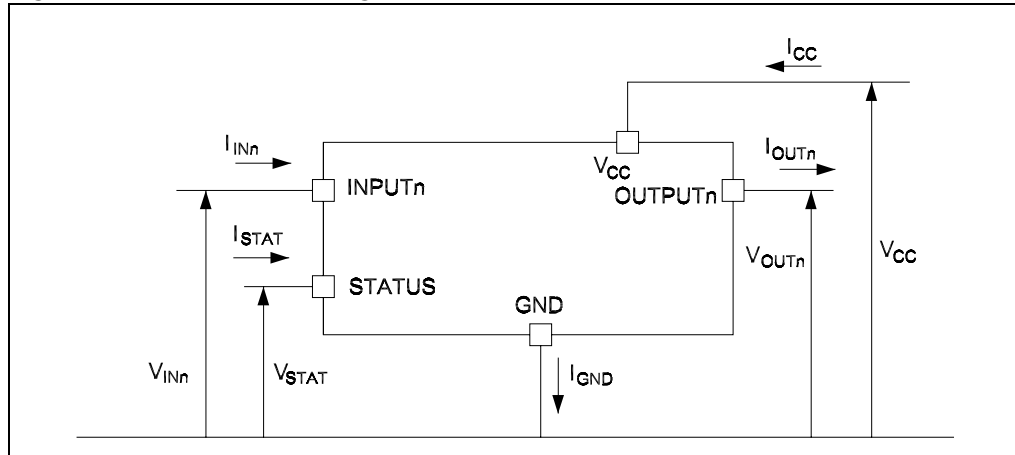 ICC
IINn
VCC
IOUTn
INPUTn
OUTPUTn
ISTAT
VOUTn
VCC
STATUS
GND
VINn
VSTAT
IGND